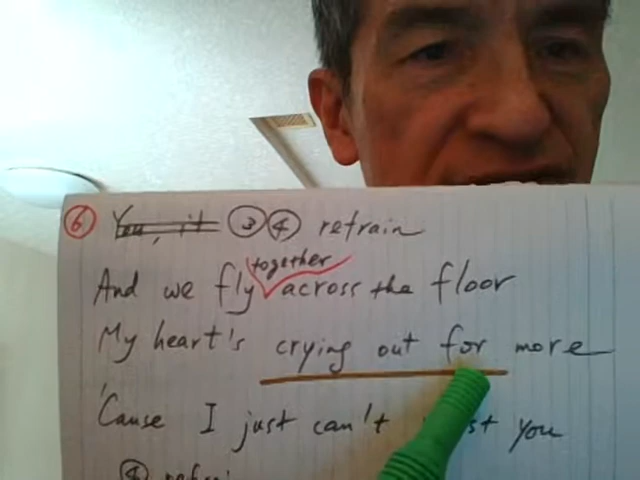 ⑥ You, it ③④ refrain
together
And we fly across the floor
My heart's crying out for more
'Cause I just can't you
④